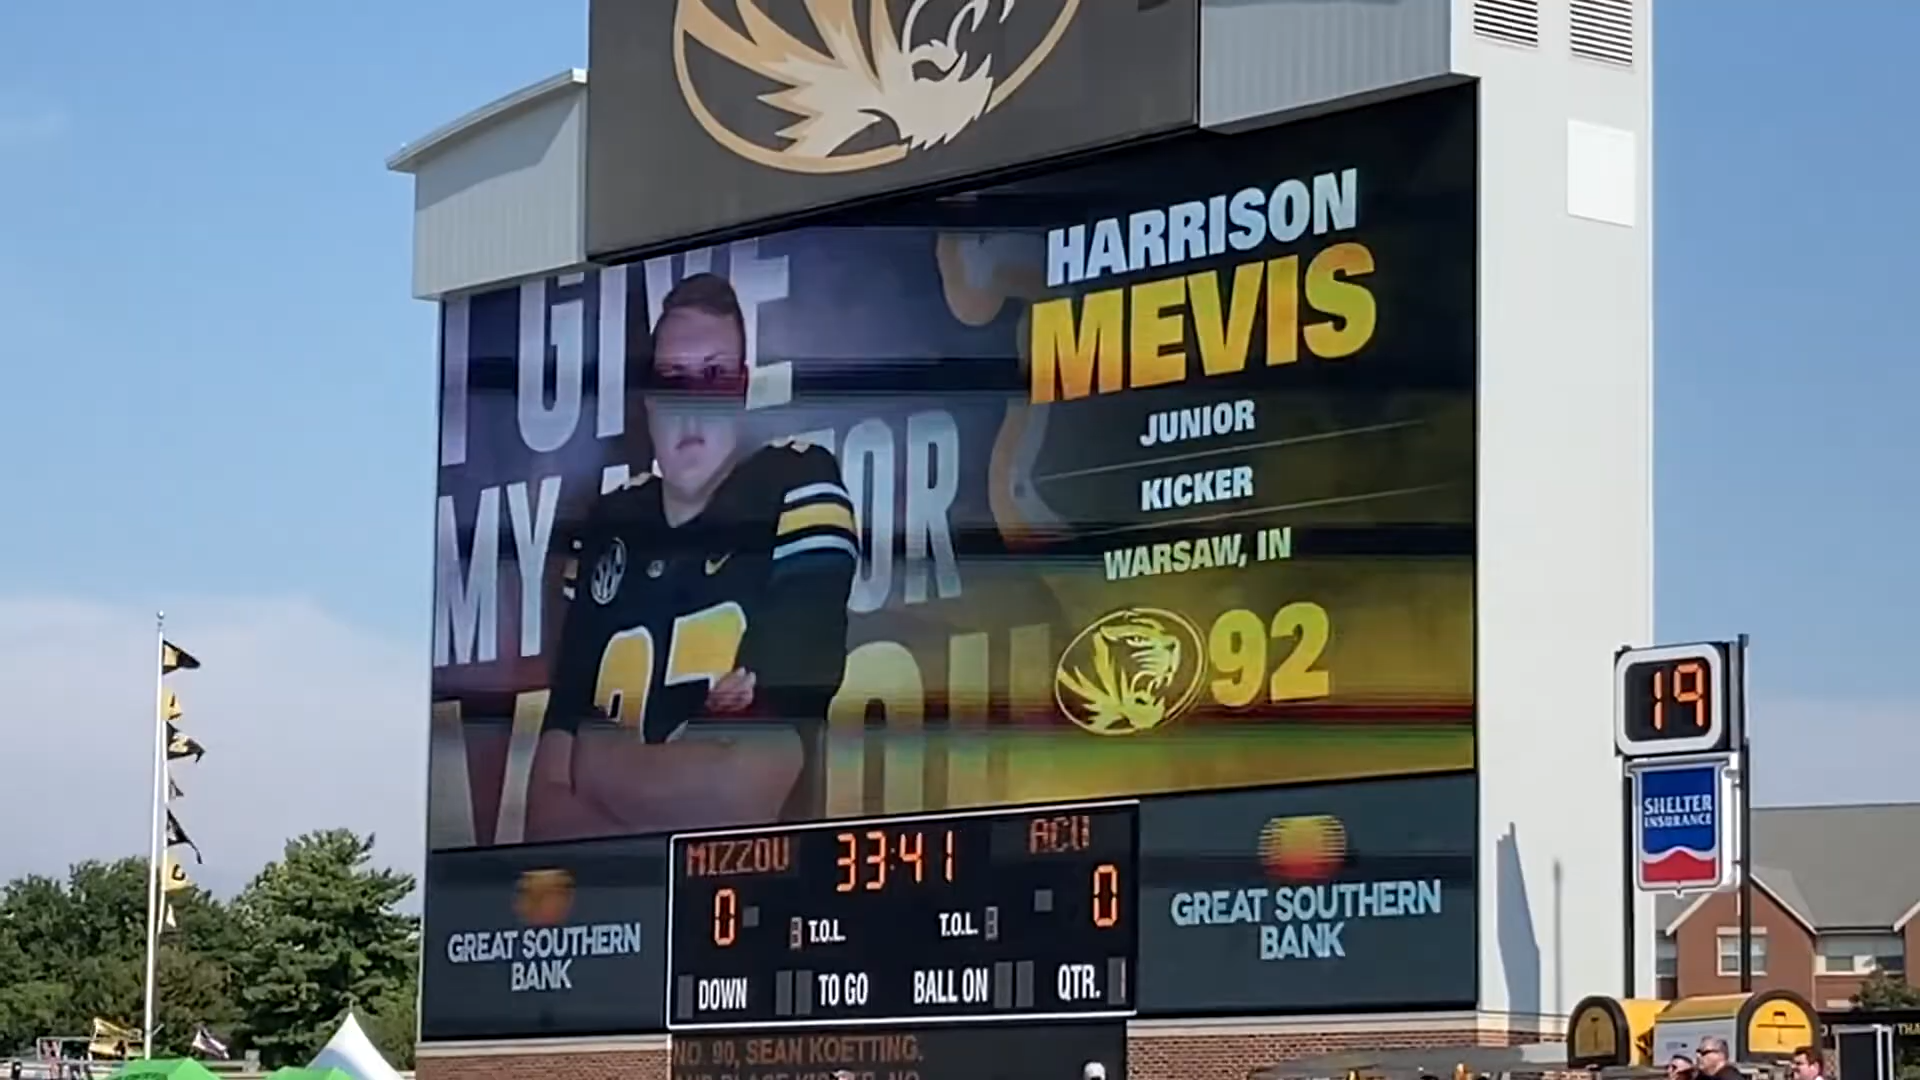 I GIVE
HARRISON
MEVIS
MY
FOR
JUNIOR
KICKER
WARSAW, IN
92
19
SHELTER
INSURANCE
MIZZOU
33:41
ACU
0
T.O.L.
T.O.L.
0
DOWN
TO GO
BALL ON
QTR.
GREAT SOUTHERN
BANK
GREAT SOUTHERN
BANK
NO. 90, SEAN KOETTING.